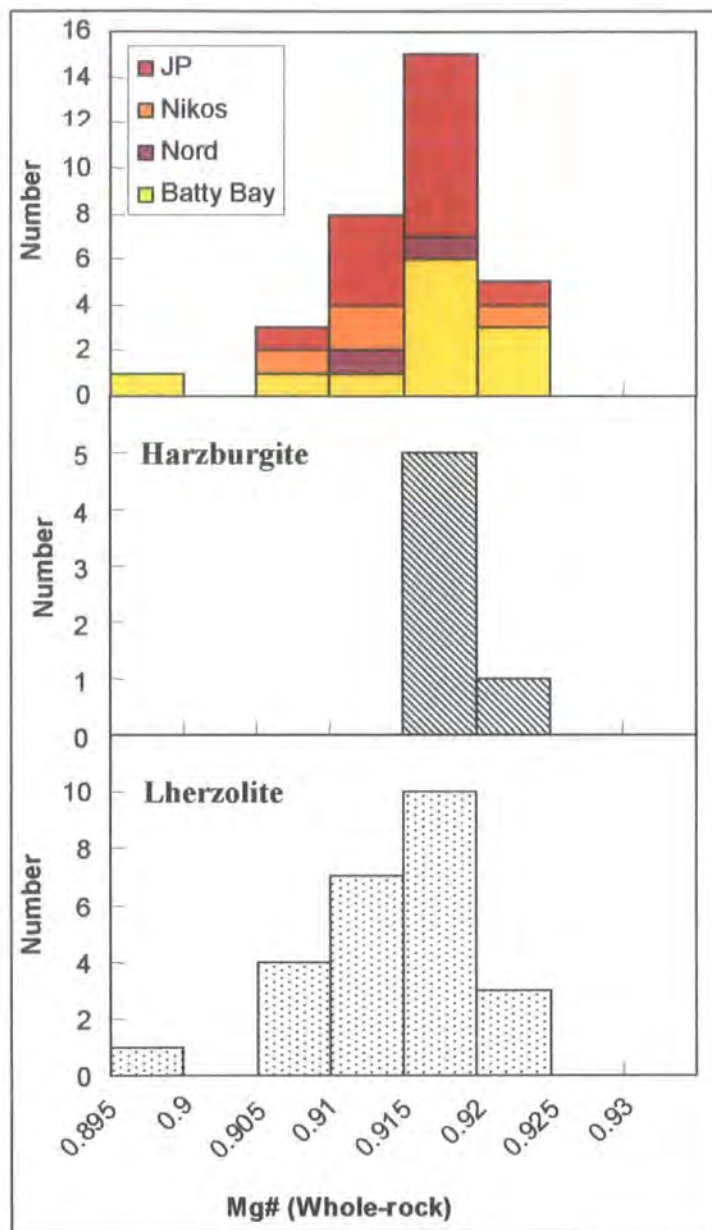 16
14
12
10
8
6
4
2
0
Number
JP
Nikos
Nord
Batty Bay
5
4
3
2
1
0
Number
Harzburgite
10
8
6
4
2
0
Number
Lherzolite
0.895
0.9
0.905
0.91
0.915
0.92
0.925
0.93
Mg# (Whole-rock)